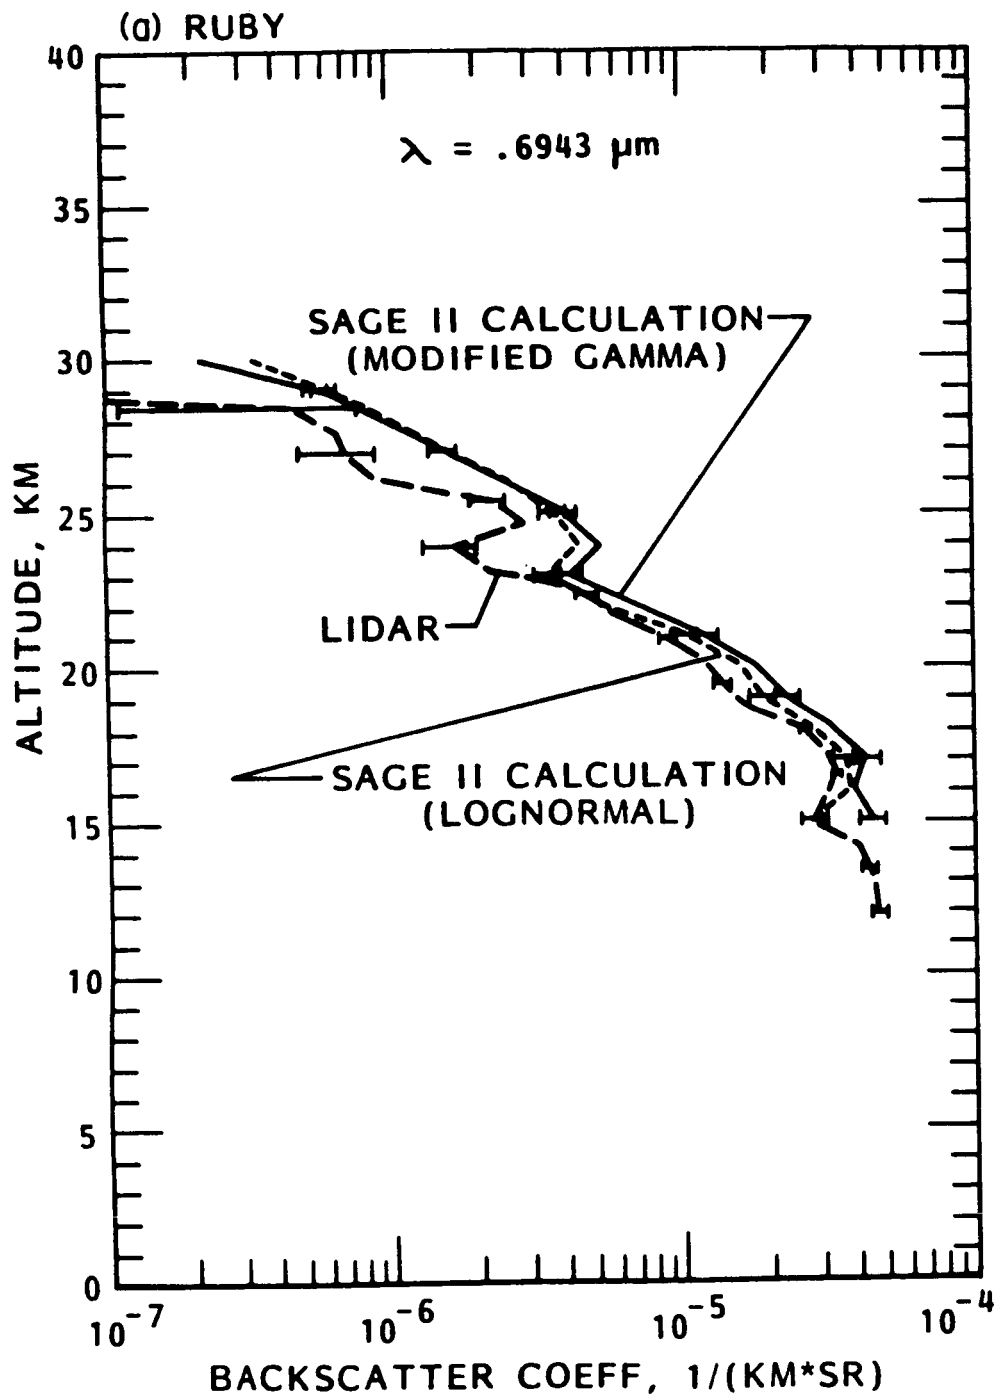 (a) RUBY
40
λ = .6943 μm
35
SAGE II CALCULATION
(MODIFIED GAMMA)
30
25
LIDAR
20
SAGE II CALCULATION
(LOGNORMAL)
15
10
5
0
ALTITUDE, KM
10⁻⁷ 10⁻⁶ 10⁻⁵ 10⁻⁴
BACKSCATTER COEFF, 1/(KM*SR)